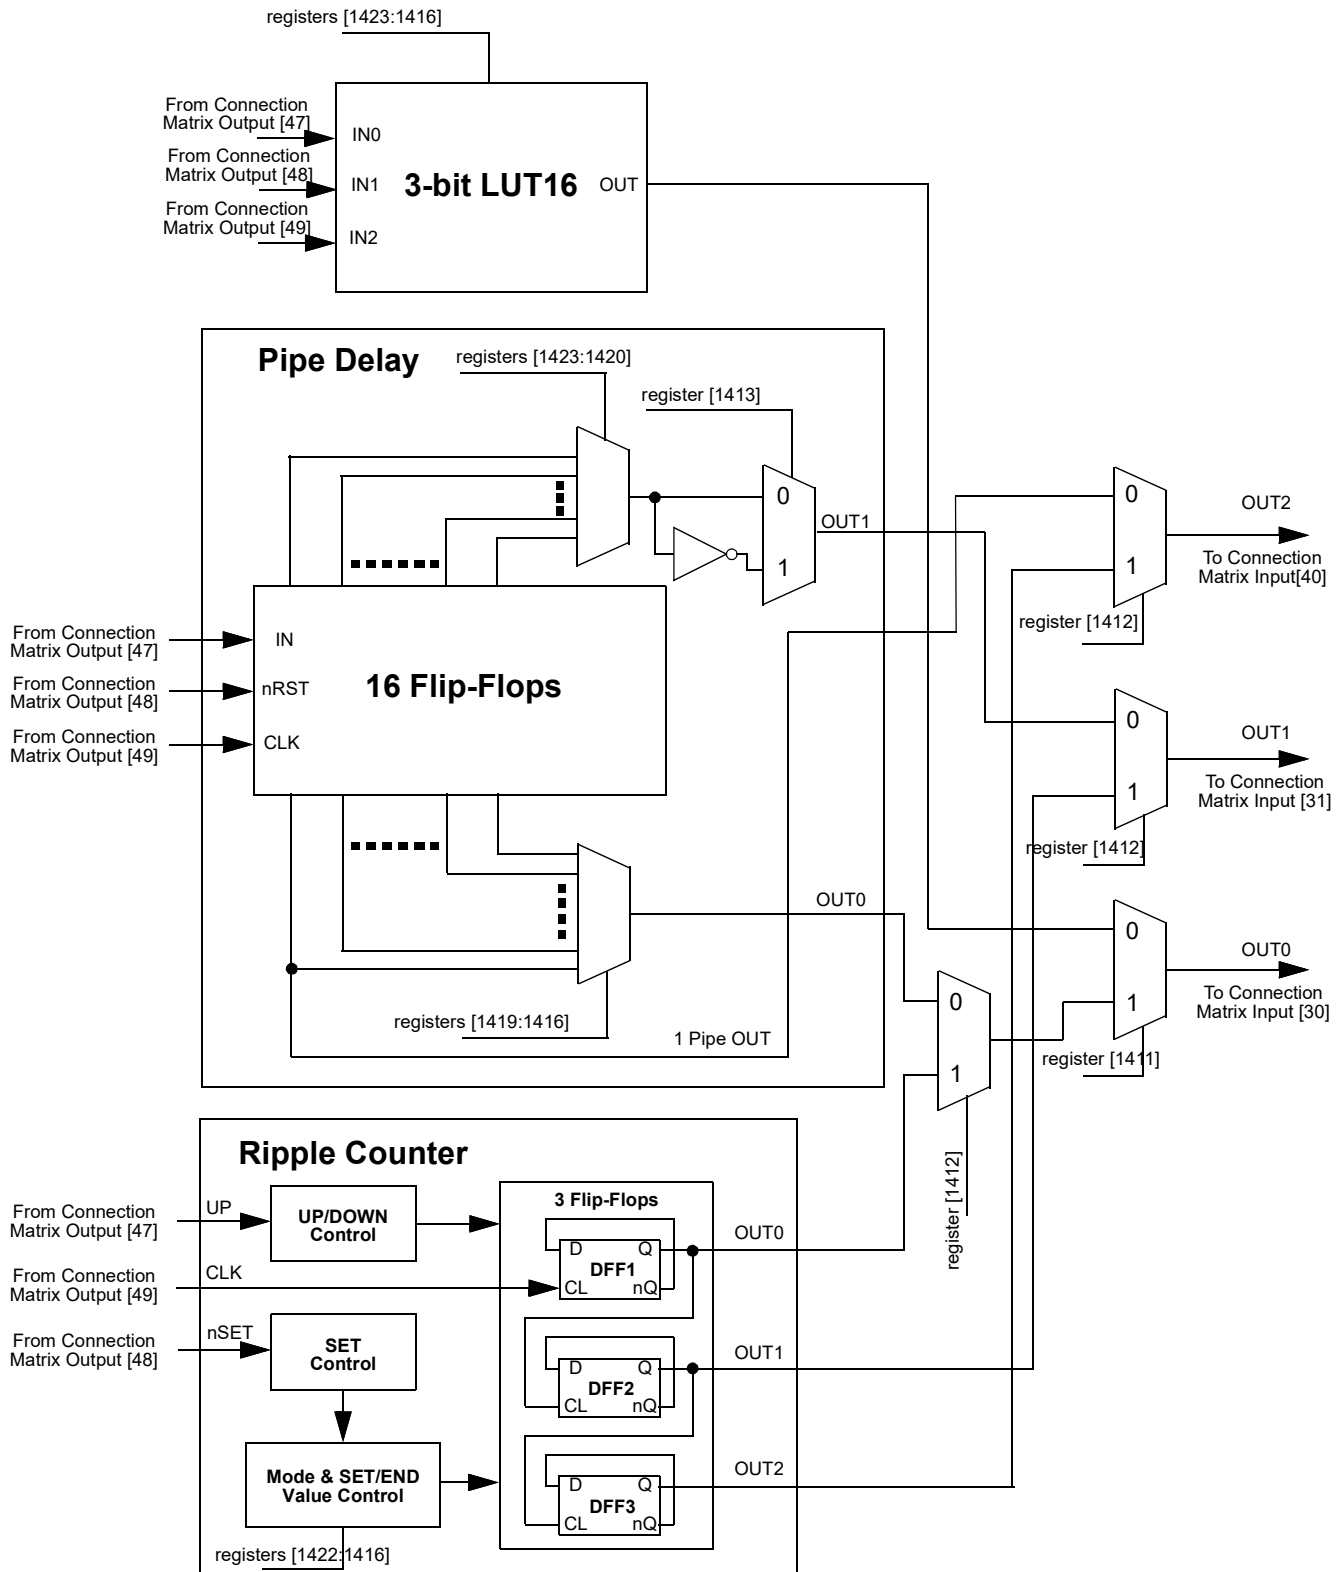 registers [1423:1416]
From Connection
Matrix Output [47]
From Connection
Matrix Output [48]
From Connection
Matrix Output [49]
IN0
IN1
IN2
3-bit LUT16
OUT
Pipe Delay
registers [1423:1420]
register [1413]
0
1
OUT1
From Connection
Matrix Output [47]
From Connection
Matrix Output [48]
From Connection
Matrix Output [49]
IN
nRST
CLK
16 Flip-Flops
OUT0
registers [1419:1416]
1 Pipe OUT
0
1
register [1412]
OUT2
To Connection
Matrix Input[40]
0
1
register [1412]
OUT1
To Connection
Matrix Input [31]
0
1
register [1411]
OUT0
To Connection
Matrix Input [30]
0
1
register [1412]
Ripple Counter
From Connection
Matrix Output [47]
UP
UP/DOWN
Control
From Connection
Matrix Output [49]
CLK
From Connection
Matrix Output [48]
nSET
SET
Control
Mode & SET/END
Value Control
registers [1422:1416]
3 Flip-Flops
D
Q
DFF1
CL
nQ
OUT0
D
Q
DFF2
CL
nQ
OUT1
D
Q
DFF3
CL
nQ
OUT2